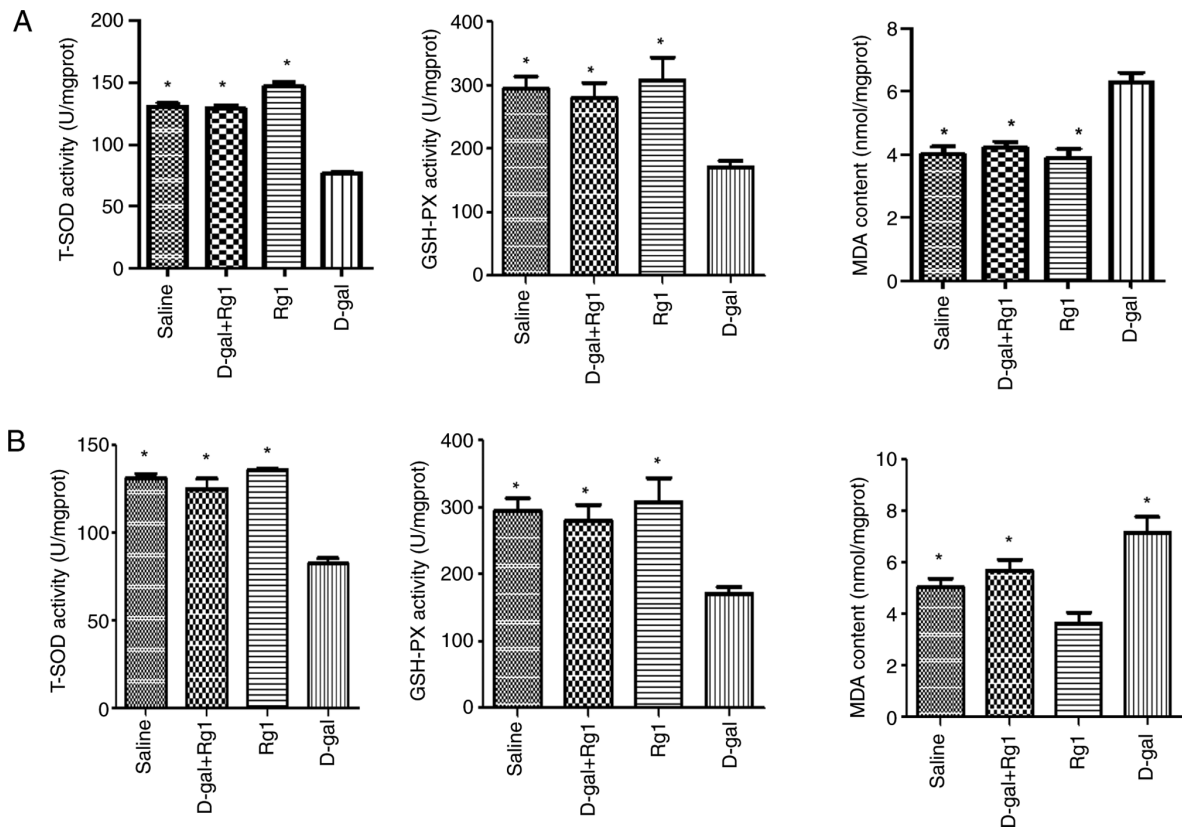 A
T-SOD activity (U/mgprot)
200
150
100
50
0
* * *
Saline
D-gal+Rg1
Rg1
D-gal
GSH-PX activity (U/mgprot)
400
300
200
100
0
* * *
Saline
D-gal+Rg1
Rg1
D-gal
MDA content (nmol/mgprot)
8
6
4
2
0
* * *
Saline
D-gal+Rg1
Rg1
D-gal
B
T-SOD activity (U/mgprot)
150
100
50
0
* * *
Saline
D-gal+Rg1
Rg1
D-gal
GSH-PX activity (U/mgprot)
400
300
200
100
0
* * *
Saline
D-gal+Rg1
Rg1
D-gal
MDA content (nmol/mgprot)
10
8
6
4
2
0
* * *
Saline
D-gal+Rg1
Rg1
D-gal